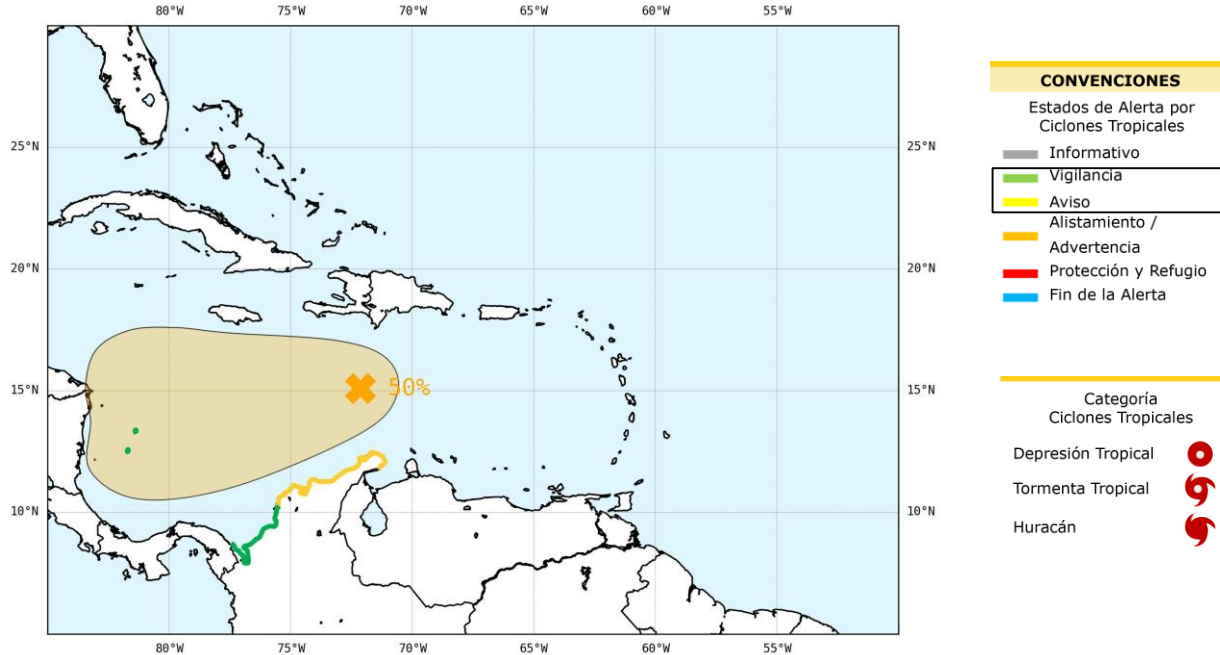 80°W 75°W 70°W 65°W 60°W 55°W
25°N 25°N
20°N 20°N
15°N 15°N
10°N 10°N
50%
80°W 75°W 70°W 65°W 60°W 55°W
CONVENCIONES
Estados de Alerta por
Ciclones Tropicales
Informativo
Vigilancia
Aviso
Alistamiento /
Advertencia
Protección y Refugio
Fin de la Alerta
Categoría
Ciclones Tropicales
Depresión Tropical
Tormenta Tropical
Huracán